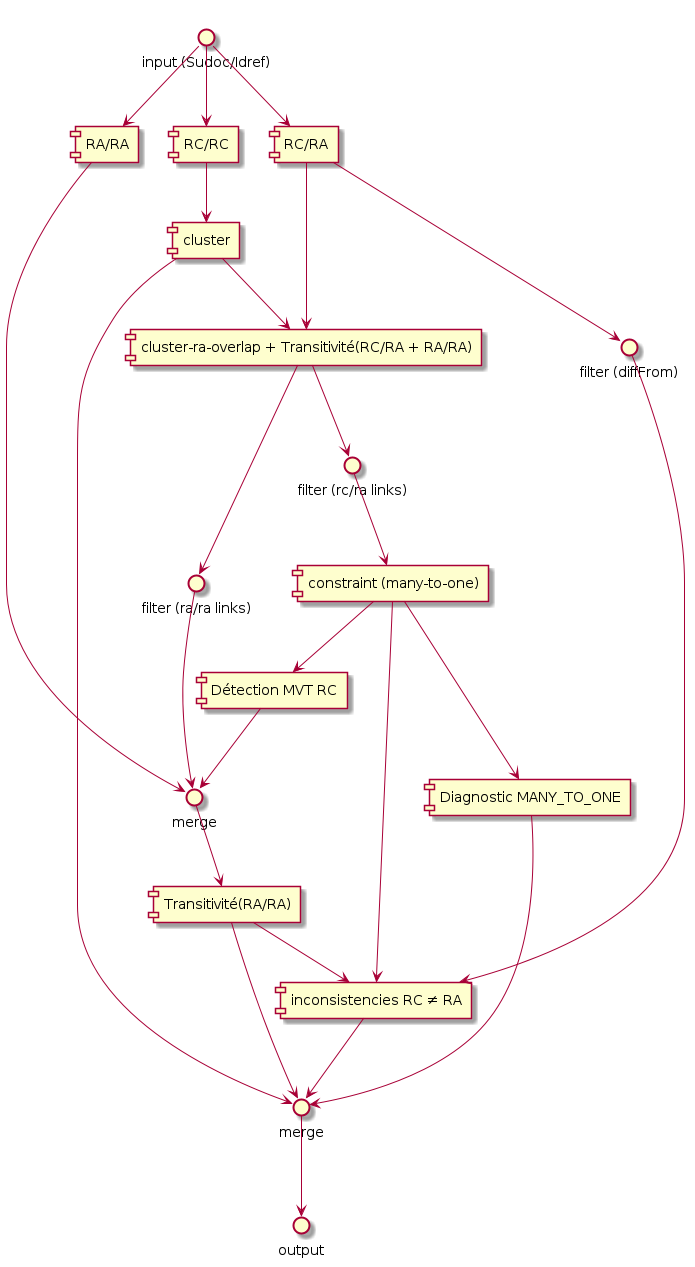 input (Sudoc/Idref)
RA/RA
RC/RC
RC/RA
cluster
cluster-ra-overlap + Transitivité(RC/RA + RA/RA)
filter (diffFrom)
filter (rc/ra links)
filter (ra/ra links)
constraint (many-to-one)
Détection MVT RC
Diagnostic MANY_TO_ONE
merge
Transitivité(RA/RA)
inconsistencies RC ≠ RA
merge
output